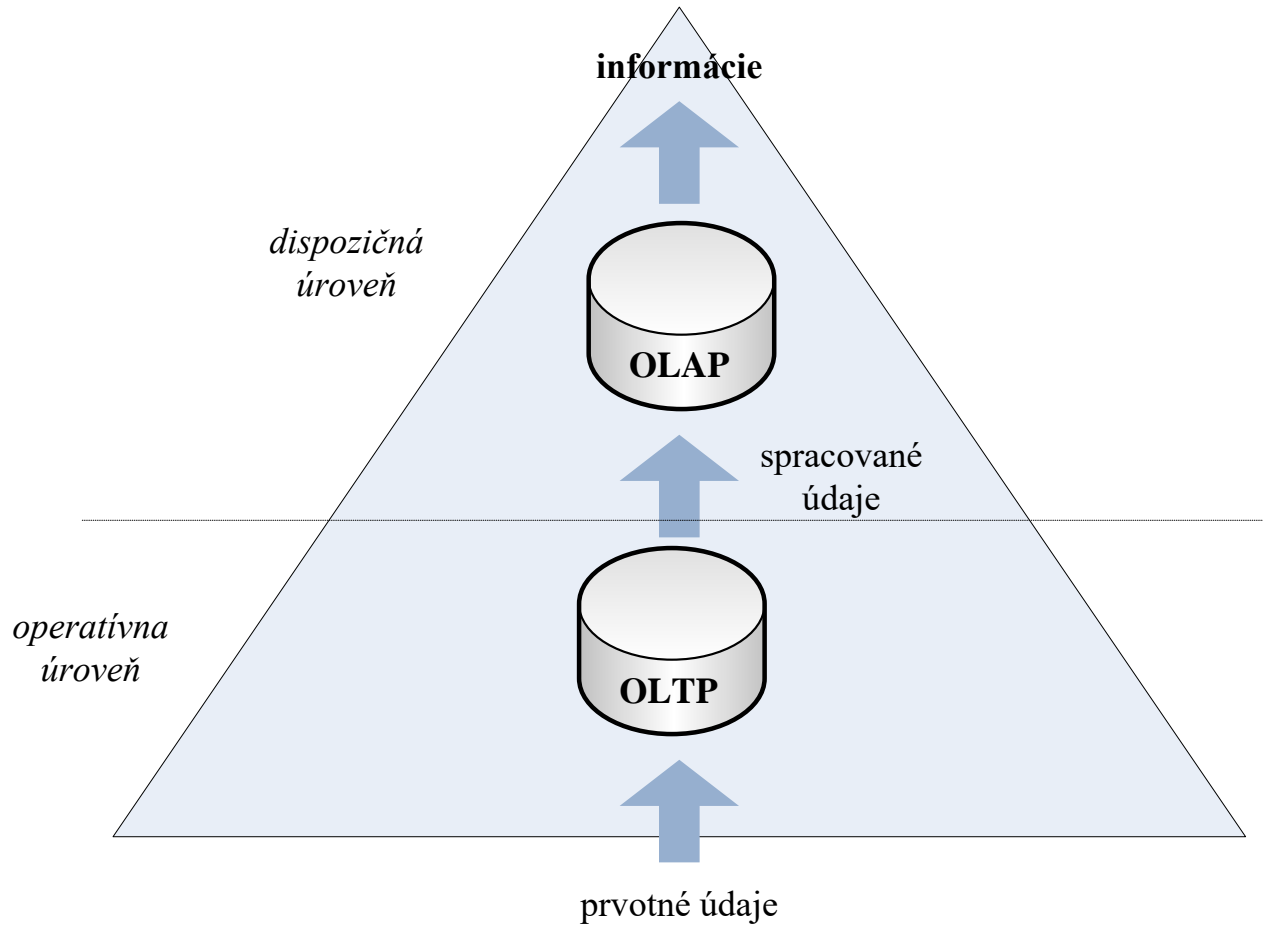 informácie
dispozičná
úroveň
OLAP
spracované
údaje
operatívna
úroveň
OLTP
prvotné údaje